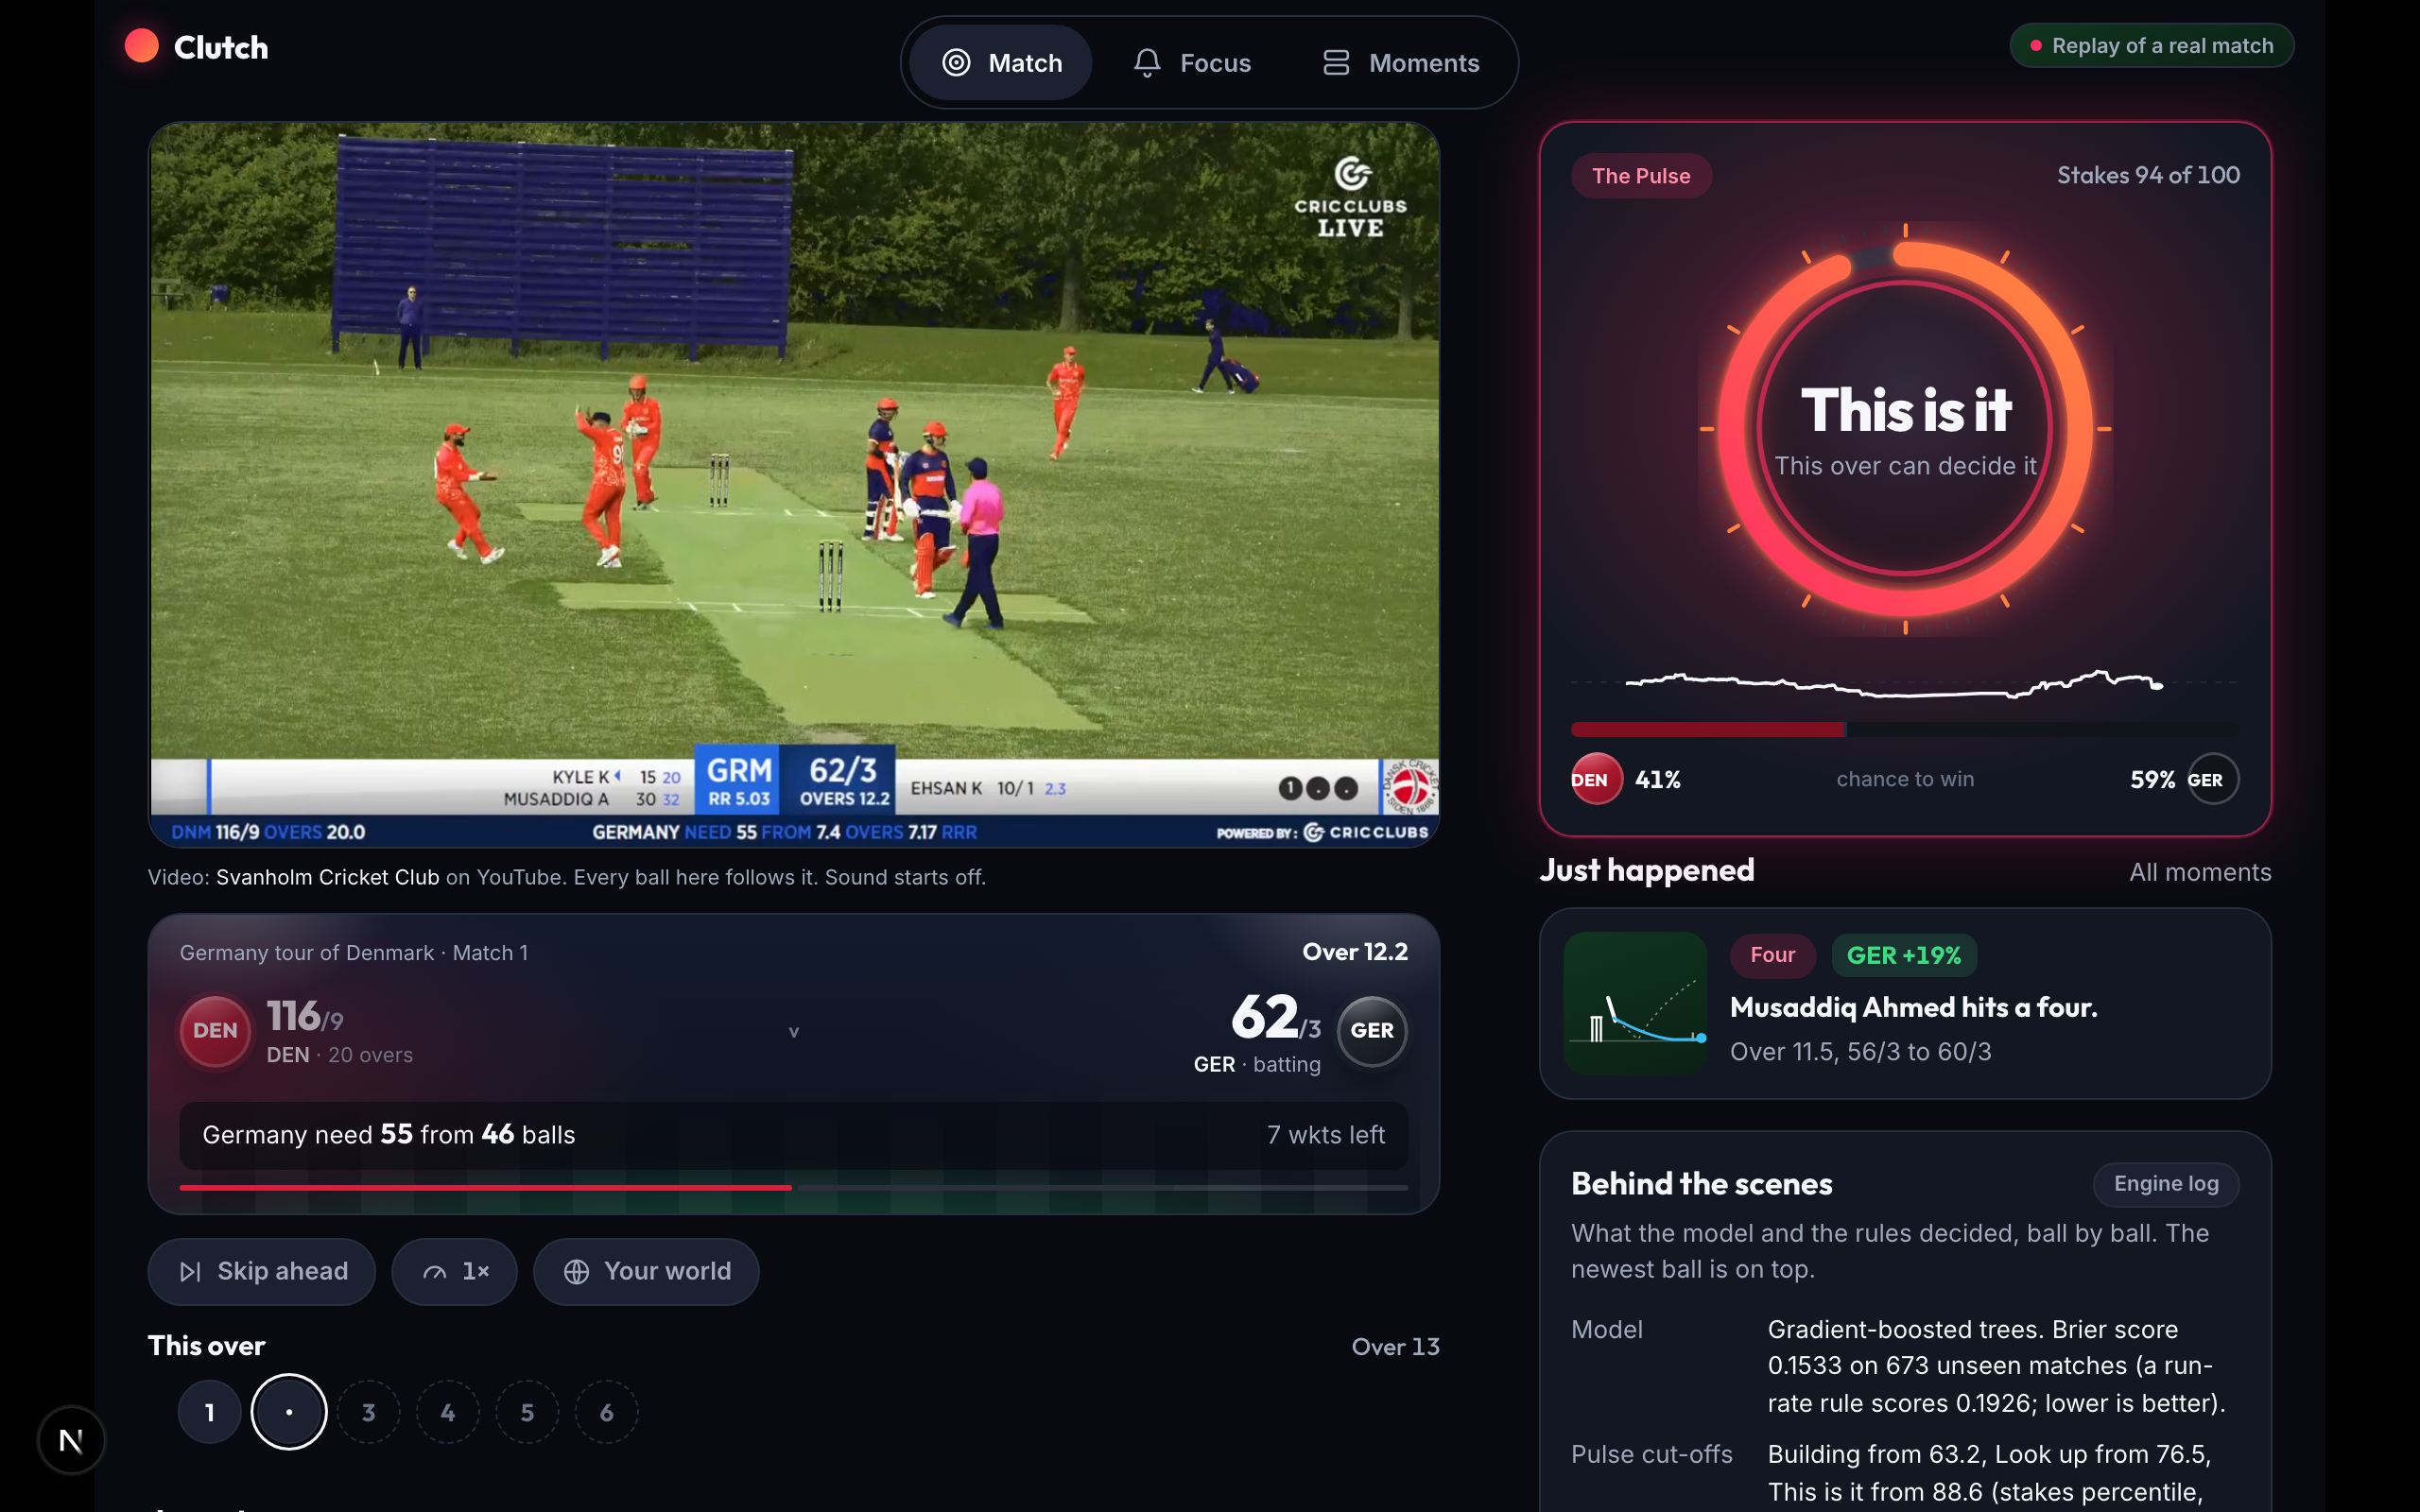 Clutch
Match
Focus
Moments
Replay of a real match
CRICCLUBS
LIVE
KYLE K 15 20
MUSADDIQ A 30 32
GRM
RR 5.03
62/3
OVERS 12.2
EHSAN K 10/1 2.3
1 . .
DANSK CRICKET
SIDEN 1866
DNM 116/9 OVERS 20.0
GERMANY NEED 55 FROM 7.4 OVERS 7.17 RRR
POWERED BY: CRICCLUBS
Video: Svanholm Cricket Club on YouTube. Every ball here follows it. Sound starts off.
Germany tour of Denmark · Match 1
Over 12.2
DEN
116/9
DEN · 20 overs
v
62/3
GER · batting
GER
Germany need 55 from 46 balls
7 wkts left
Skip ahead
1×
Your world
This over
Over 13
1 · 3 4 5 6
N
The Pulse
Stakes 94 of 100
This is it
This over can decide it
DEN 41%
chance to win
59% GER
Just happened
All moments
Four
GER +19%
Musaddiq Ahmed hits a four.
Over 11.5, 56/3 to 60/3
Behind the scenes
Engine log
What the model and the rules decided, ball by ball. The
newest ball is on top.
Model
Gradient-boosted trees. Brier score
0.1533 on 673 unseen matches (a run-
rate rule scores 0.1926; lower is better).
Pulse cut-offs
Building from 63.2, Look up from 76.5,
This is it from 88.6 (stakes percentile,